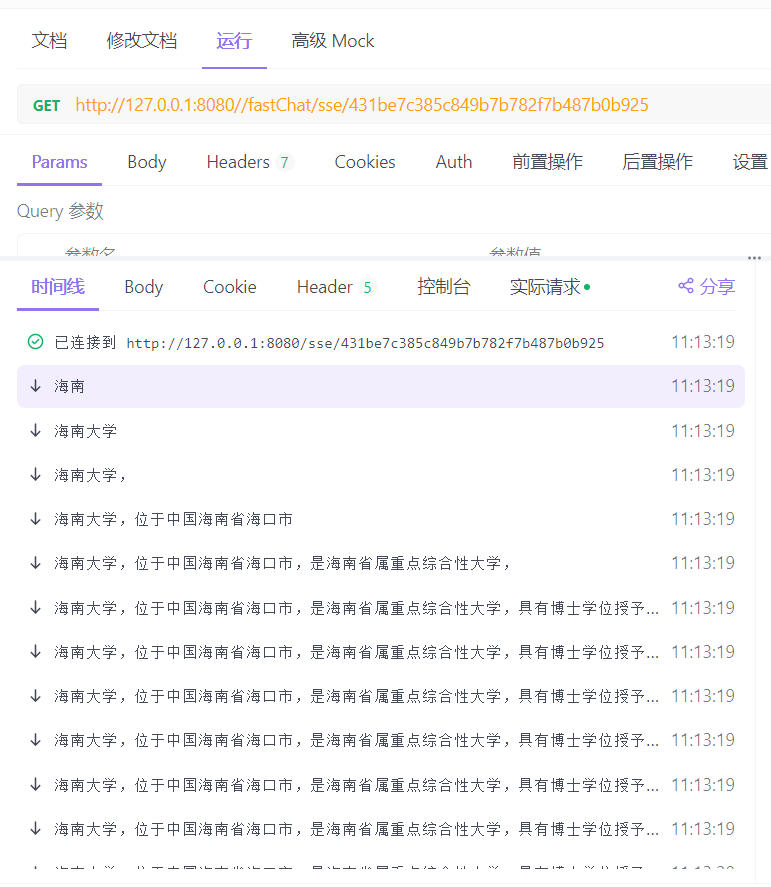 文档 修改文档 运行 高级 Mock
GET http://127.0.0.1:8080//fastChat/sse/431be7c385c849b7b782f7b487b0b925
Params Body Headers 7 Cookies Auth 前置操作 后置操作 设置
Query 参数
参数名 参数值
时间线 Body Cookie Header 5 控制台 实际请求 分享
已连接到 http://127.0.0.1:8080/sse/431be7c385c849b7b782f7b487b0b925 11:13:19
海南 11:13:19
海南大学 11:13:19
海南大学， 11:13:19
海南大学，位于中国海南省海口市 11:13:19
海南大学，位于中国海南省海口市，是海南省属重点综合性大学， 11:13:19
海南大学，位于中国海南省海口市，是海南省属重点综合性大学，具有博士学位授予... 11:13:19
海南大学，位于中国海南省海口市，是海南省属重点综合性大学，具有博士学位授予... 11:13:19
海南大学，位于中国海南省海口市，是海南省属重点综合性大学，具有博士学位授予... 11:13:19
海南大学，位于中国海南省海口市，是海南省属重点综合性大学，具有博士学位授予... 11:13:19
海南大学，位于中国海南省海口市，是海南省属重点综合性大学，具有博士学位授予... 11:13:19
海南大学，位于中国海南省海口市，是海南省属重点综合性大学，具有博士学位授予... 11:13:19